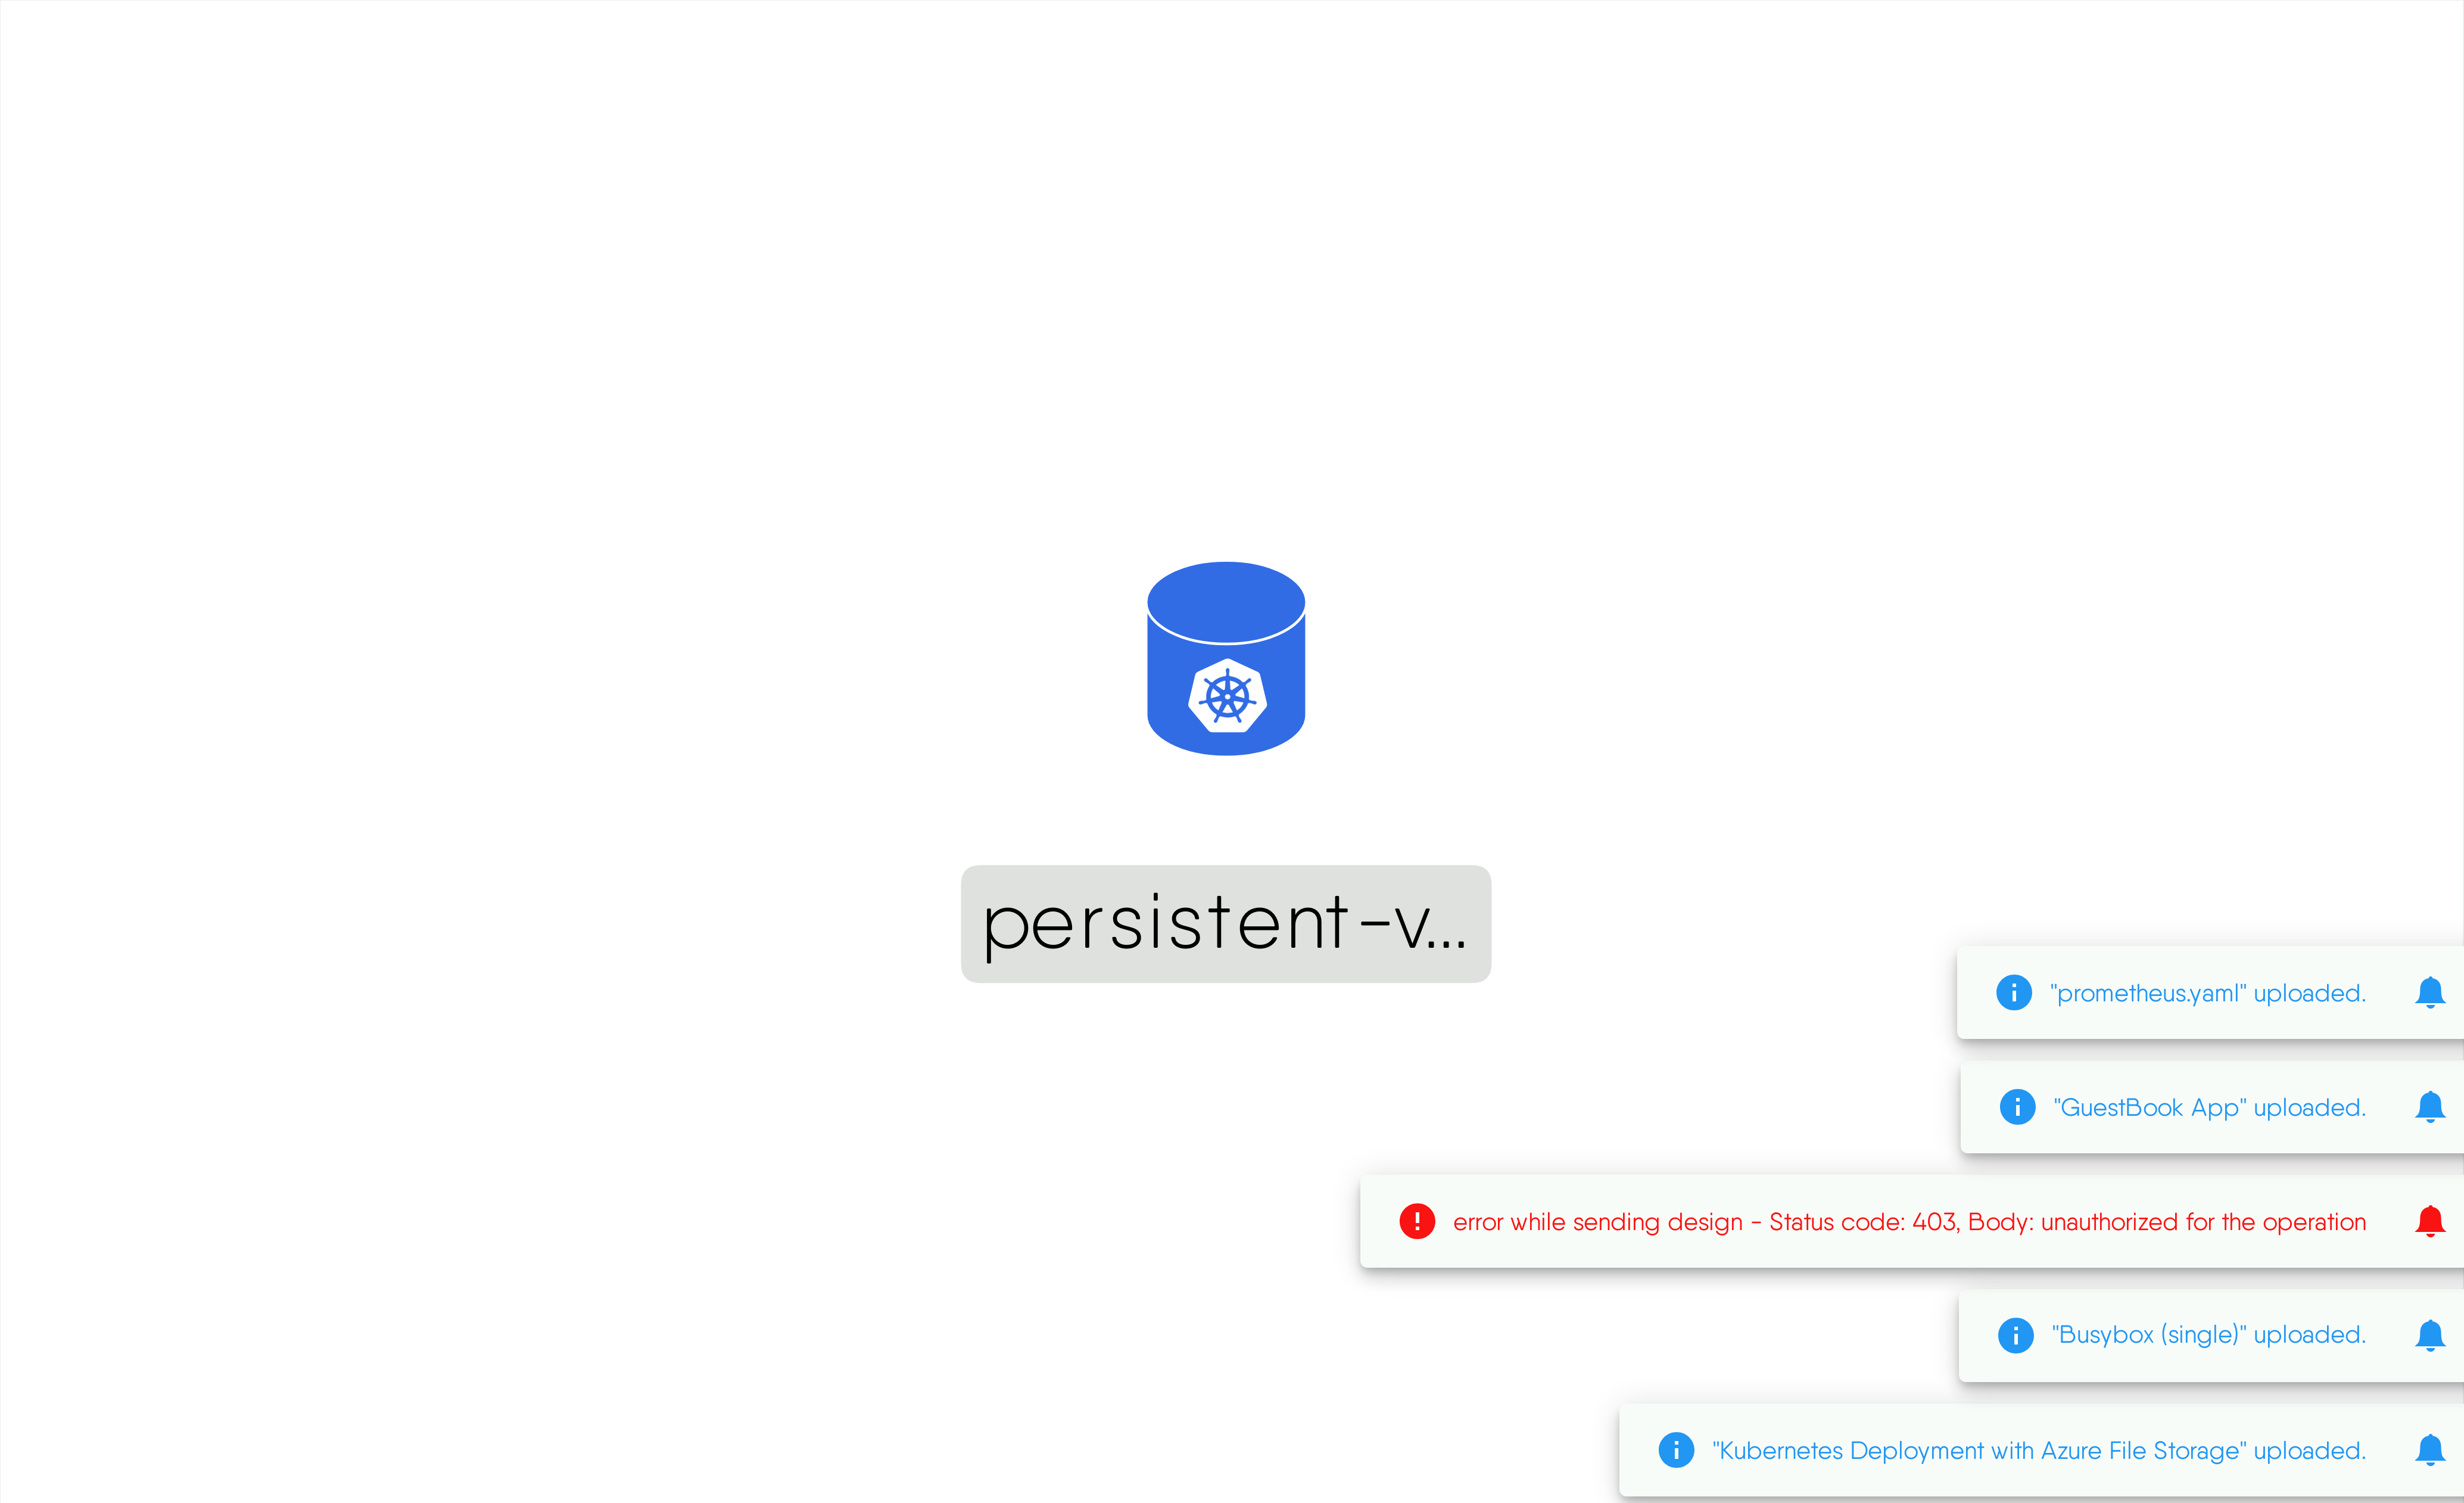 persistent-v...
"prometheus.yaml" uploaded.
"GuestBook App" uploaded.
error while sending design - Status code: 403, Body: unauthorized for the operation
"Busybox (single)" uploaded.
"Kubernetes Deployment with Azure File Storage" uploaded.